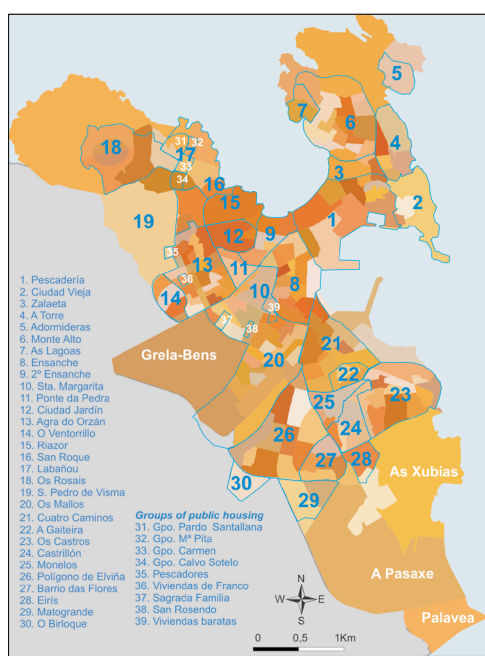 5
7
6
4
31
32
17
18
33
3
34
16
2
15
1
19
12
9
35
13
11
36
10
8
14
39
37
38
21
Grela-Bens
20
22
23
25
24
26
As Xubias
27
28
30
29
A Pasaxe
Palavea
1. Pescadería
2. Ciudad Vieja
3. Zalaeta
4. A Torre
5. Adormideras
6. Monte Alto
7. As Lagoas
8. Ensanche
9. 2º Ensanche
10. Sta. Margarita
11. Ponte da Pedra
12. Ciudad Jardín
13. Agra do Orzán
14. O Ventorrillo
15. Riazor
16. San Roque
17. Labañou
18. Os Rosais
19. S. Pedro de Visma
20. Os Mallos
21. Cuatro Caminos
22. A Gaiteira
23. Os Castros
24. Castrillón
25. Monelos
26. Polígono de Elviña
27. Barrio das Flores
28. Eirís
29. Matogrande
30. O Birloque
Groups of public housing
31. Gpo. Pardo Santallana
32. Gpo. Mª Pita
33. Gpo. Carmen
34. Gpo. Calvo Sotelo
35. Pescadores
36. Viviendas de Franco
37. Sagrada Familia
38. San Rosendo
39. Viviendas baratas
N
W E
S
0 0,5 1Km